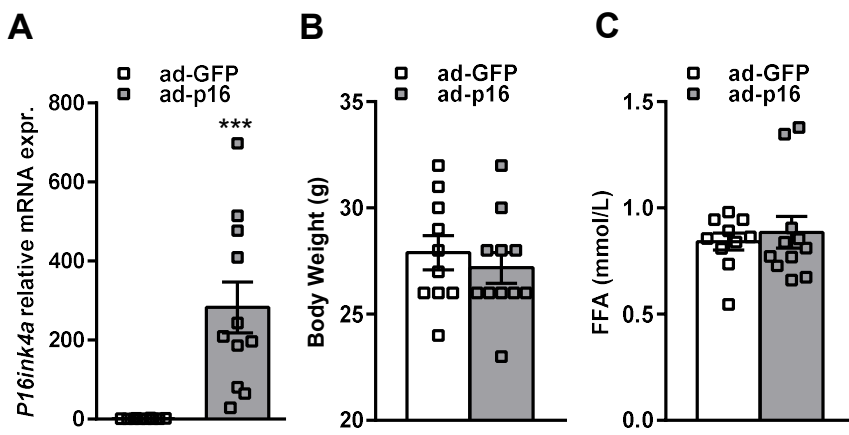 A
ad-GFP
ad-p16
P16ink4a relative mRNA expr.
800
600
400
200
0
***
B
ad-GFP
ad-p16
Body Weight (g)
35
30
25
20
C
ad-GFP
ad-p16
FFA (mmol/L)
1.5
1.0
0.5
0.0